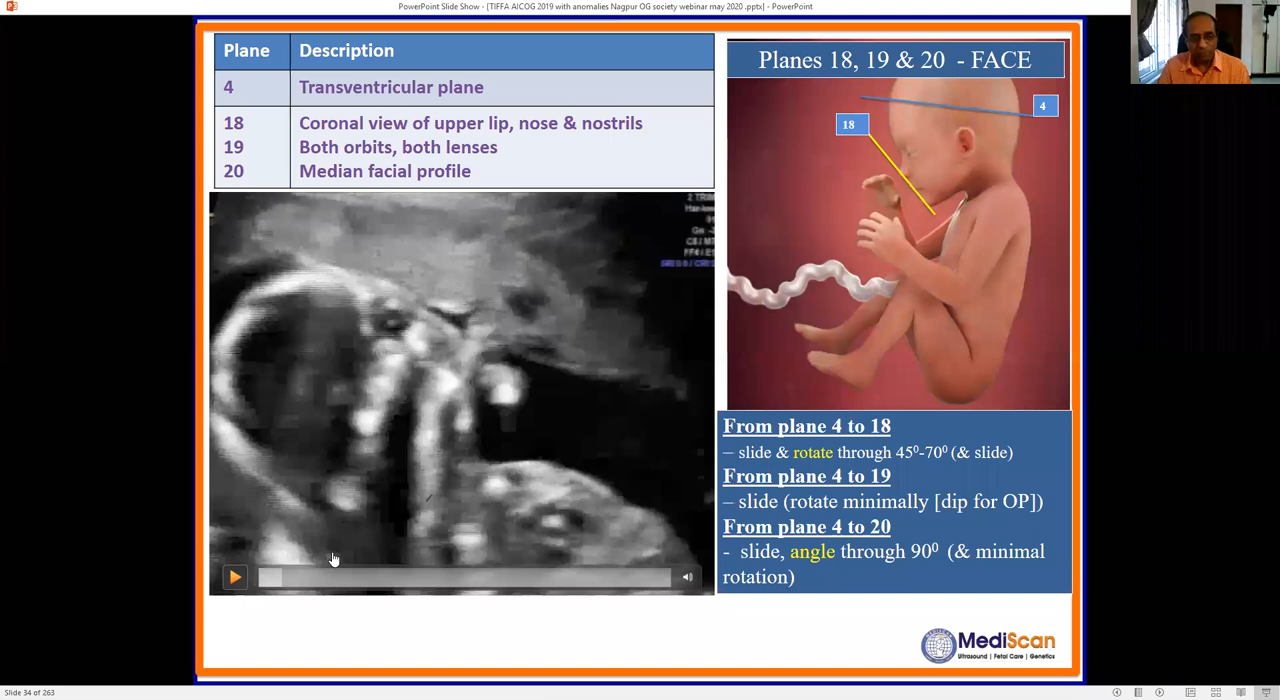 PowerPoint Slide Show - [TIFFA AICOG 2019 with anomalies Nagpur OG society webinar may 2020 .pptx] - PowerPoint
Plane Description
4 Transventricular plane
18 Coronal view of upper lip, nose & nostrils
19 Both orbits, both lenses
20 Median facial profile
2 TRIM
Har-low
Planes 18, 19 & 20 - FACE
4
18
From plane 4 to 18
– slide & rotate through 45⁰-70⁰ (& slide)
From plane 4 to 19
– slide (rotate minimally [dip for OP])
From plane 4 to 20
- slide, angle through 90⁰ (& minimal
rotation)
MediScan
Ultrasound | Fetal Care | Genetics
Slide 34 of 263